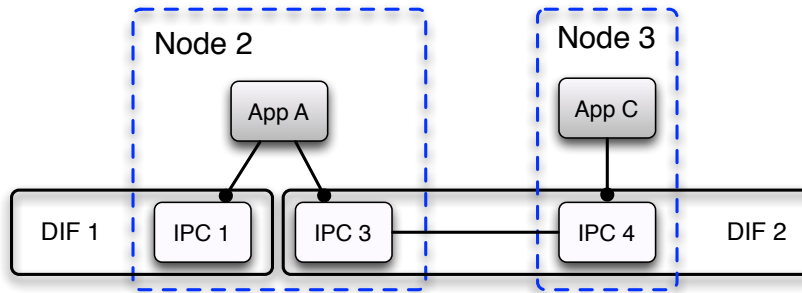 Node 2
Node 3
App A
App C
DIF 1
IPC 1
IPC 3
IPC 4
DIF 2